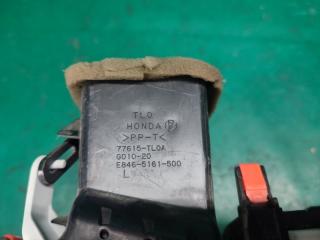 TL0
HONDA
>PP-T<
77615-TL0A
G010-20
E846-5161-500
L